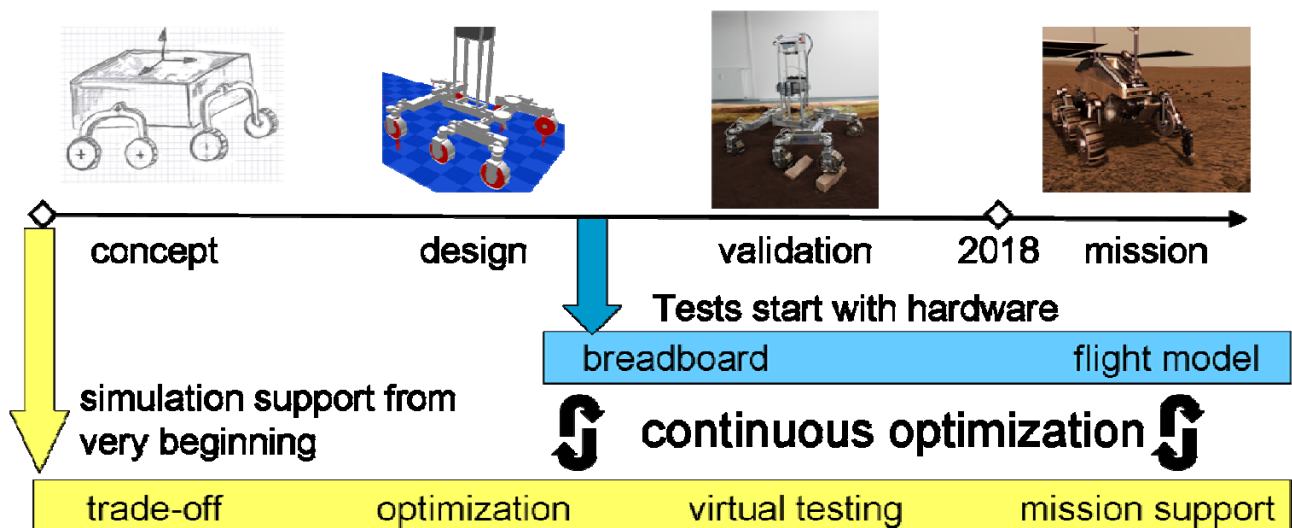 concept design validation 2018 mission
Tests start with hardware
breadboard flight model
simulation support from
very beginning
continuous optimization
trade-off optimization virtual testing mission support